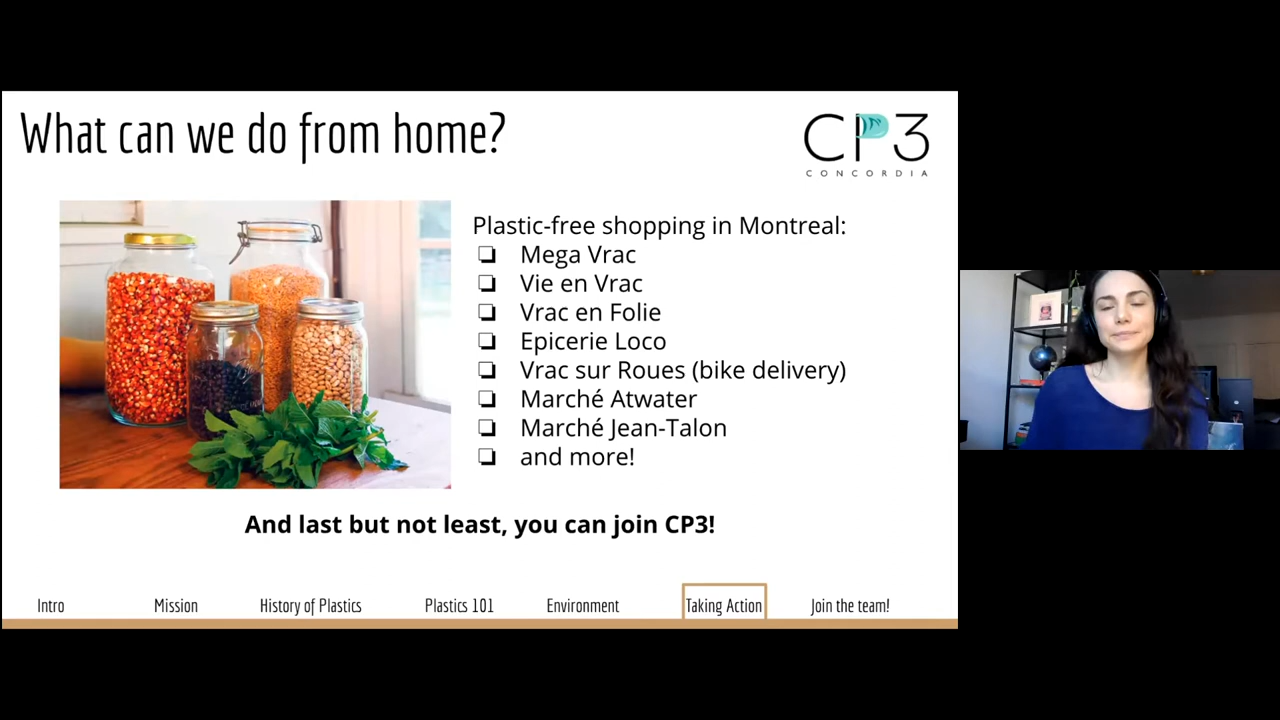 What can we do from home?
CP3
CONCORDIA
Plastic-free shopping in Montreal:
❏ Mega Vrac
❏ Vie en Vrac
❏ Vrac en Folie
❏ Epicerie Loco
❏ Vrac sur Roues (bike delivery)
❏ Marché Atwater
❏ Marché Jean-Talon
❏ and more!
And last but not least, you can join CP3!
Intro Mission History of Plastics Plastics 101 Environment Taking Action Join the team!